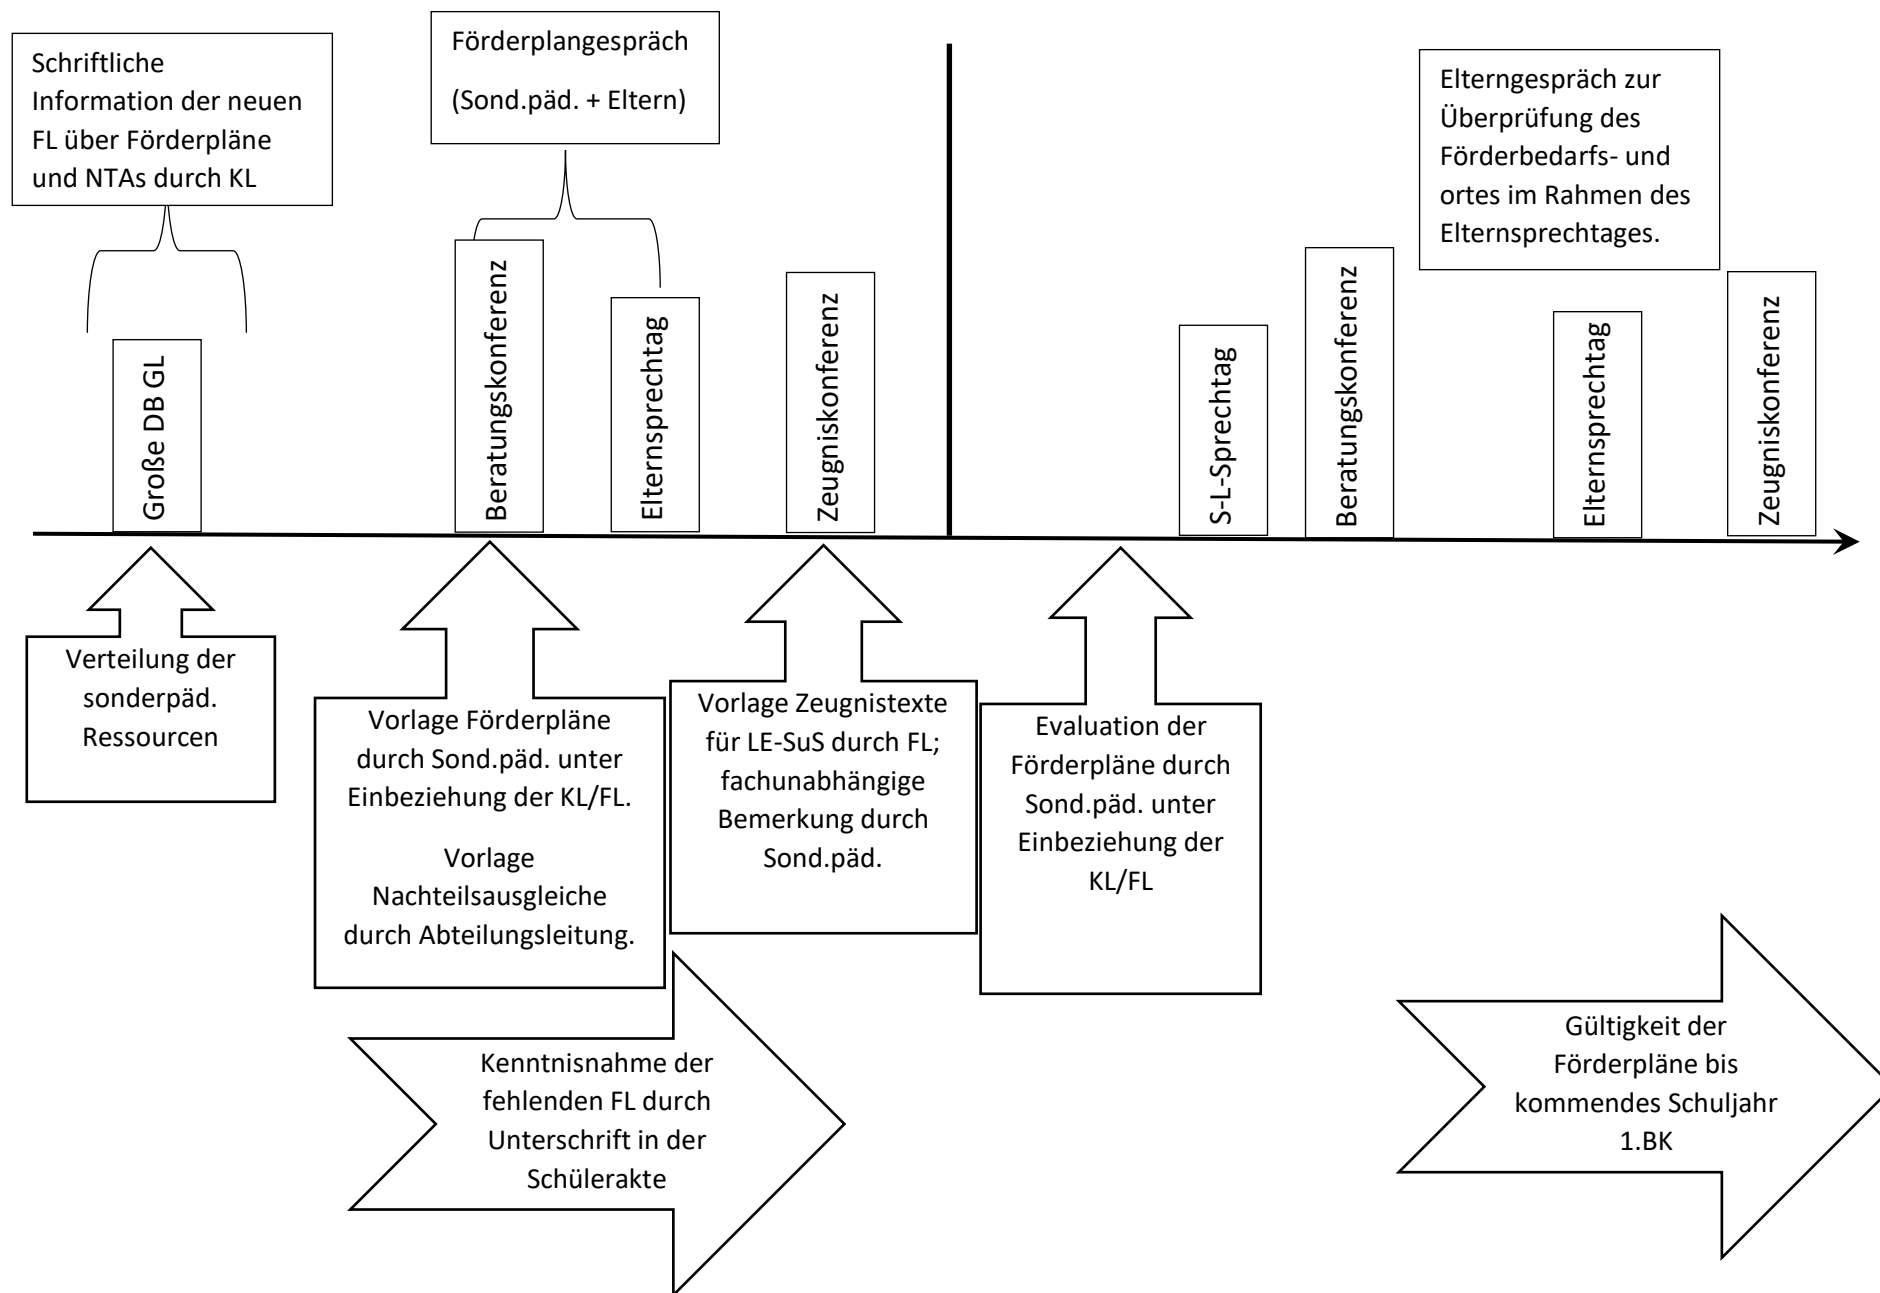 Schriftliche
Information der neuen
FL über Förderpläne
und NTAs durch KL
Förderplangespräch
(Sond.päd. + Eltern)
Elterngespräch zur
Überprüfung des
Förderbedarfs- und
ortes im Rahmen des
Elternsprechtages.
Große DB GL
Beratungskonferenz
Elternsprechtag
Zeugniskonferenz
S-L-Sprechtag
Beratungskonferenz
Elternsprechtag
Zeugniskonferenz
Verteilung der
sonderpäd.
Ressourcen
Vorlage Förderpläne
durch Sond.päd. unter
Einbeziehung der KL/FL.
Vorlage
Nachteilsausgleiche
durch Abteilungsleitung.
Vorlage Zeugnistexte
für LE-SuS durch FL;
fachunabhängige
Bemerkung durch
Sond.päd.
Evaluation der
Förderpläne durch
Sond.päd. unter
Einbeziehung der
KL/FL
Kenntnisnahme der
fehlenden FL durch
Unterschrift in der
Schülerakte
Gültigkeit der
Förderpläne bis
kommendes Schuljahr
1.BK